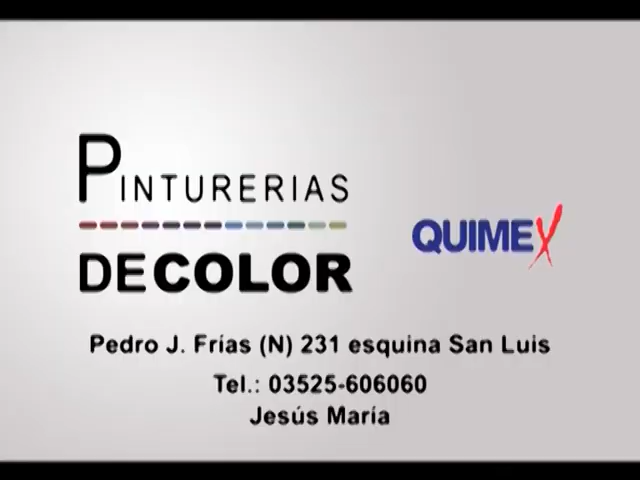 PINTURERIAS
DECOLOR
QUIMEX
Pedro J. Frías (N) 231 esquina San Luis
Tel.: 03525-606060
Jesús María